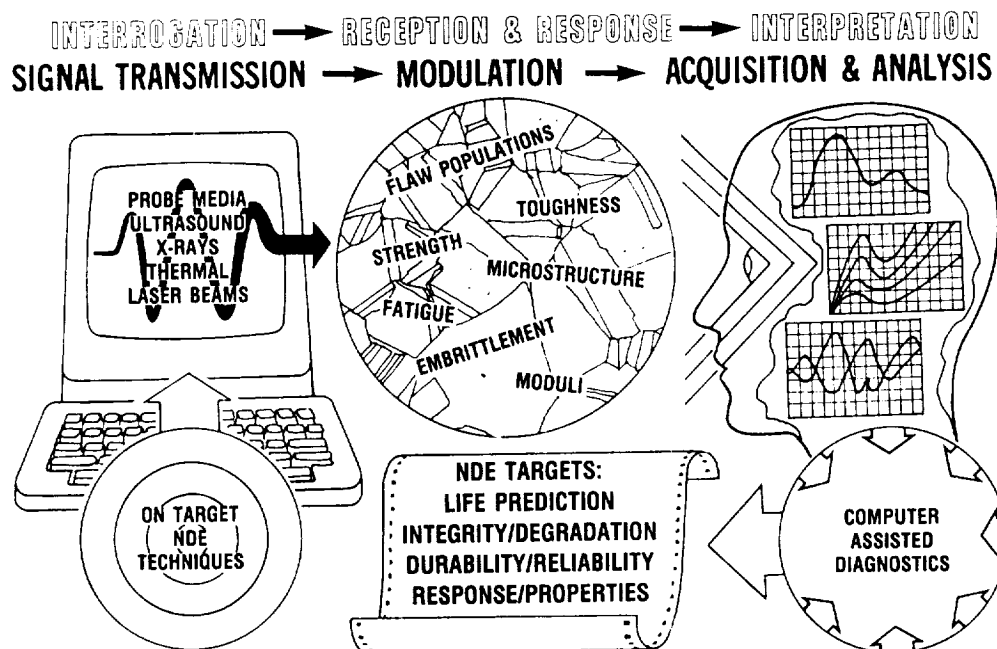 INTERROGATION → RECEPTION & RESPONSE → INTERPRETATION
SIGNAL TRANSMISSION → MODULATION → ACQUISITION & ANALYSIS
PROBE MEDIA
ULTRASOUND
X-RAYS
THERMAL
LASER BEAMS
FLAW POPULATIONS
TOUGHNESS
STRENGTH
MICROSTRUCTURE
FATIGUE
EMBRITTLEMENT
MODULI
ON TARGET
NDE
TECHNIQUES
NDE TARGETS:
LIFE PREDICTION
INTEGRITY/DEGRADATION
DURABILITY/RELIABILITY
RESPONSE/PROPERTIES
COMPUTER
ASSISTED
DIAGNOSTICS